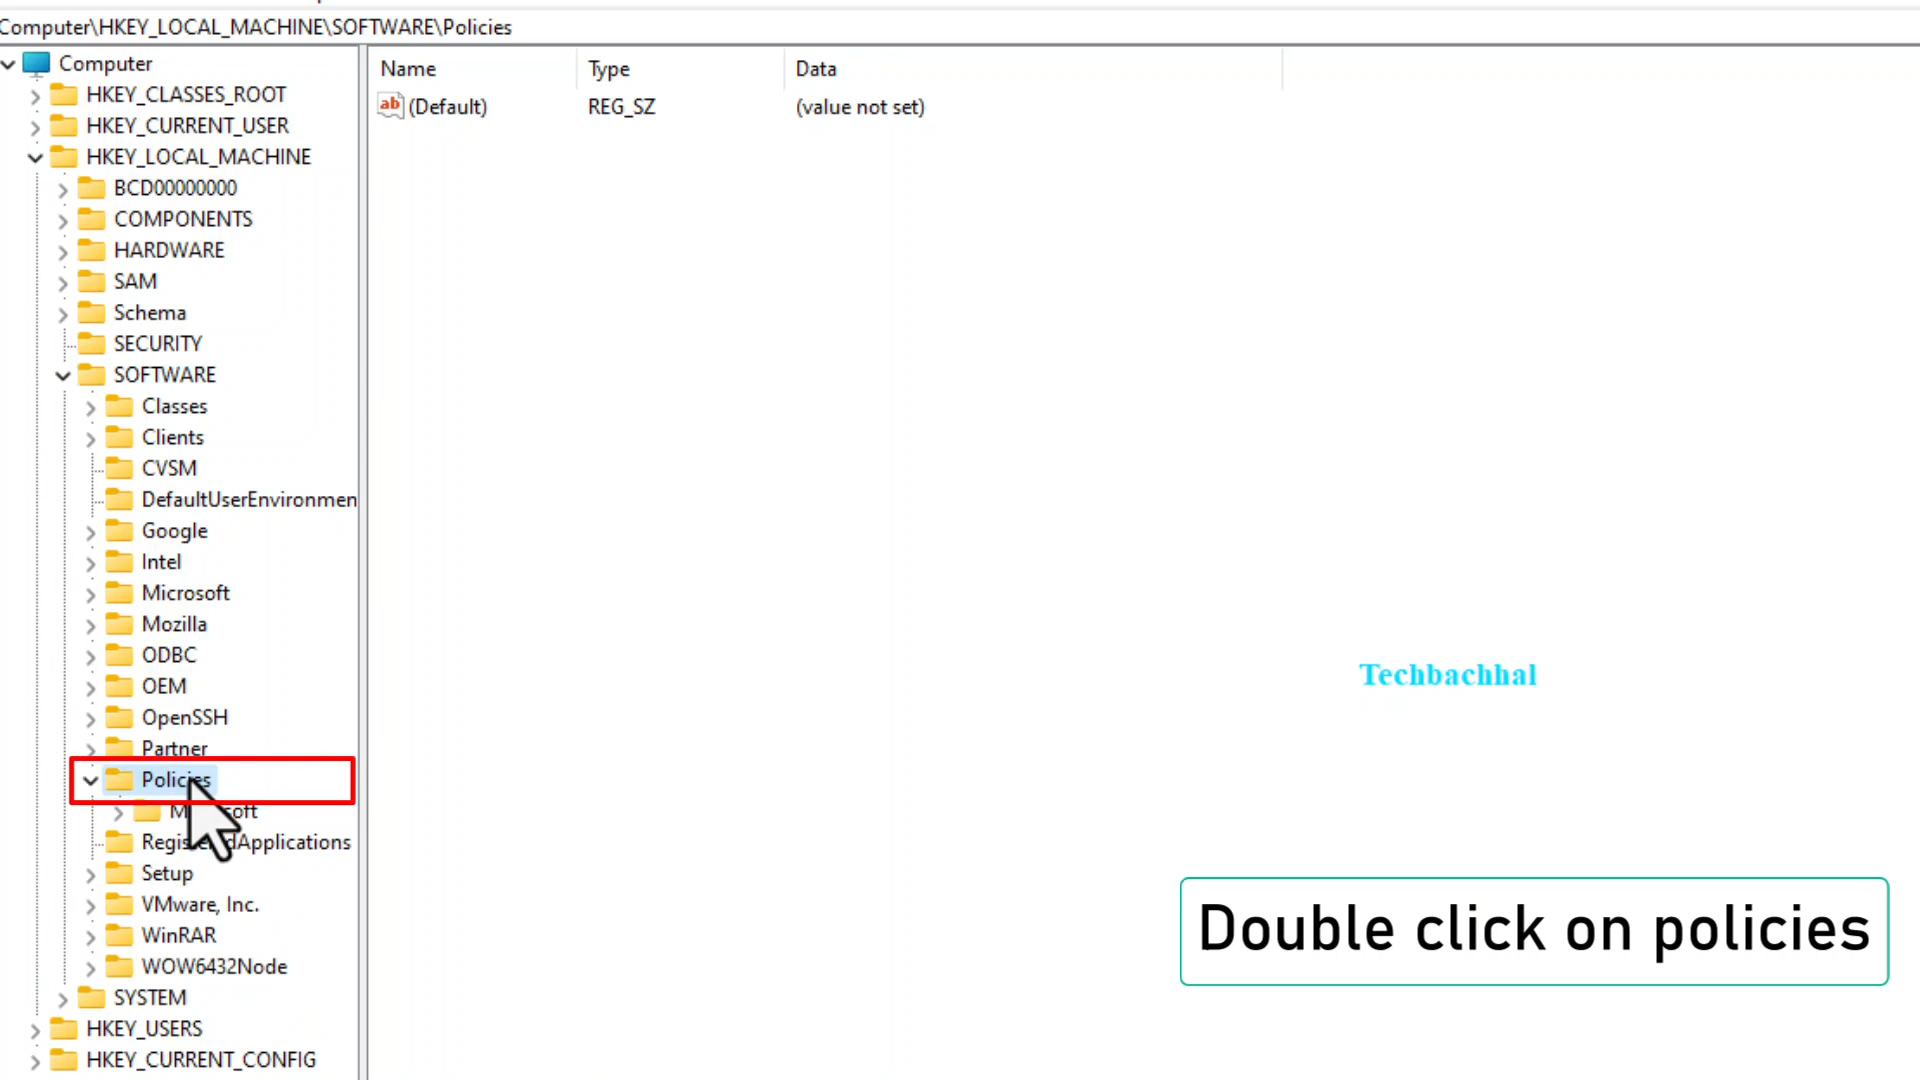 Computer\HKEY_LOCAL_MACHINE\SOFTWARE\Policies
Computer
HKEY_CLASSES_ROOT
HKEY_CURRENT_USER
HKEY_LOCAL_MACHINE
BCD00000000
COMPONENTS
HARDWARE
SAM
Schema
SECURITY
SOFTWARE
Classes
Clients
CVSM
DefaultUserEnvironmen
Google
Intel
Microsoft
Mozilla
ODBC
OEM
OpenSSH
Partner
Policies
Setup
VMware, Inc.
WinRAR
WOW6432Node
SYSTEM
HKEY_USERS
HKEY_CURRENT_CONFIG
Name Type Data
ab (Default) REG_SZ (value not set)
Techbachhal
Double click on policies